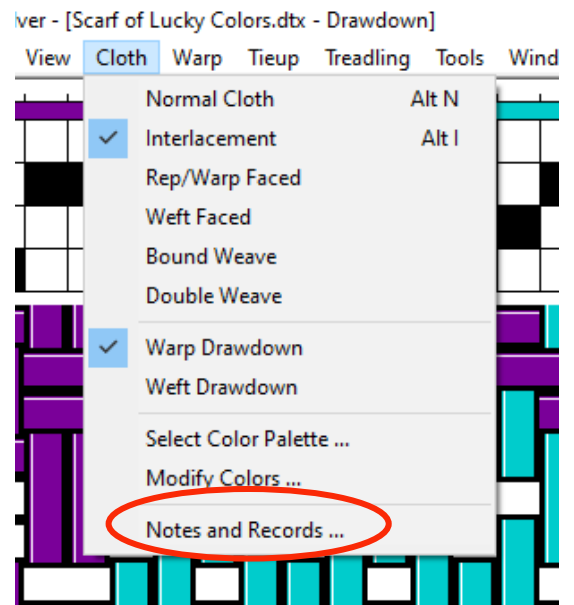 lver - [Scarf of Lucky Colors.dtx - Drawdown]
View Cloth Warp Tieup Treadling Tools Wind
Normal Cloth Alt N
Interlacement Alt I
Rep/Warp Faced
Weft Faced
Bound Weave
Double Weave
Warp Drawdown
Weft Drawdown
Select Color Palette ...
Modify Colors ...
Notes and Records ...